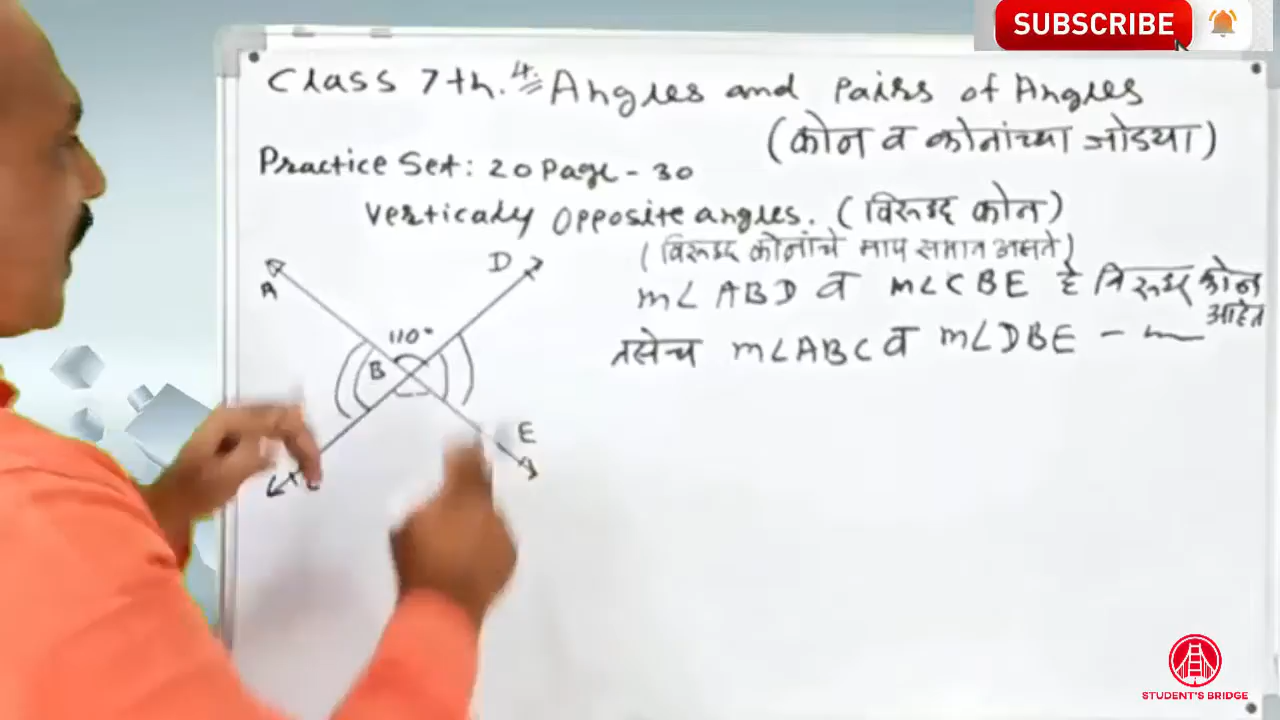 SUBSCRIBE
Class 7th. 4. Angles and Pairs of Angles
(कोन व कोनांच्या जोडया)
Practice Set: 20 Page - 30
Vertically Opposite angles. (विरूद्ध कोन)
(विरूद्ध कोनांचे माप समान असते)
m∠ ABD व m∠CBE हे विरूद्ध कोन
आहेत
तसेच m∠ABC व m∠DBE -
A
D
110°
B
E
STUDENT'S BRIDGE